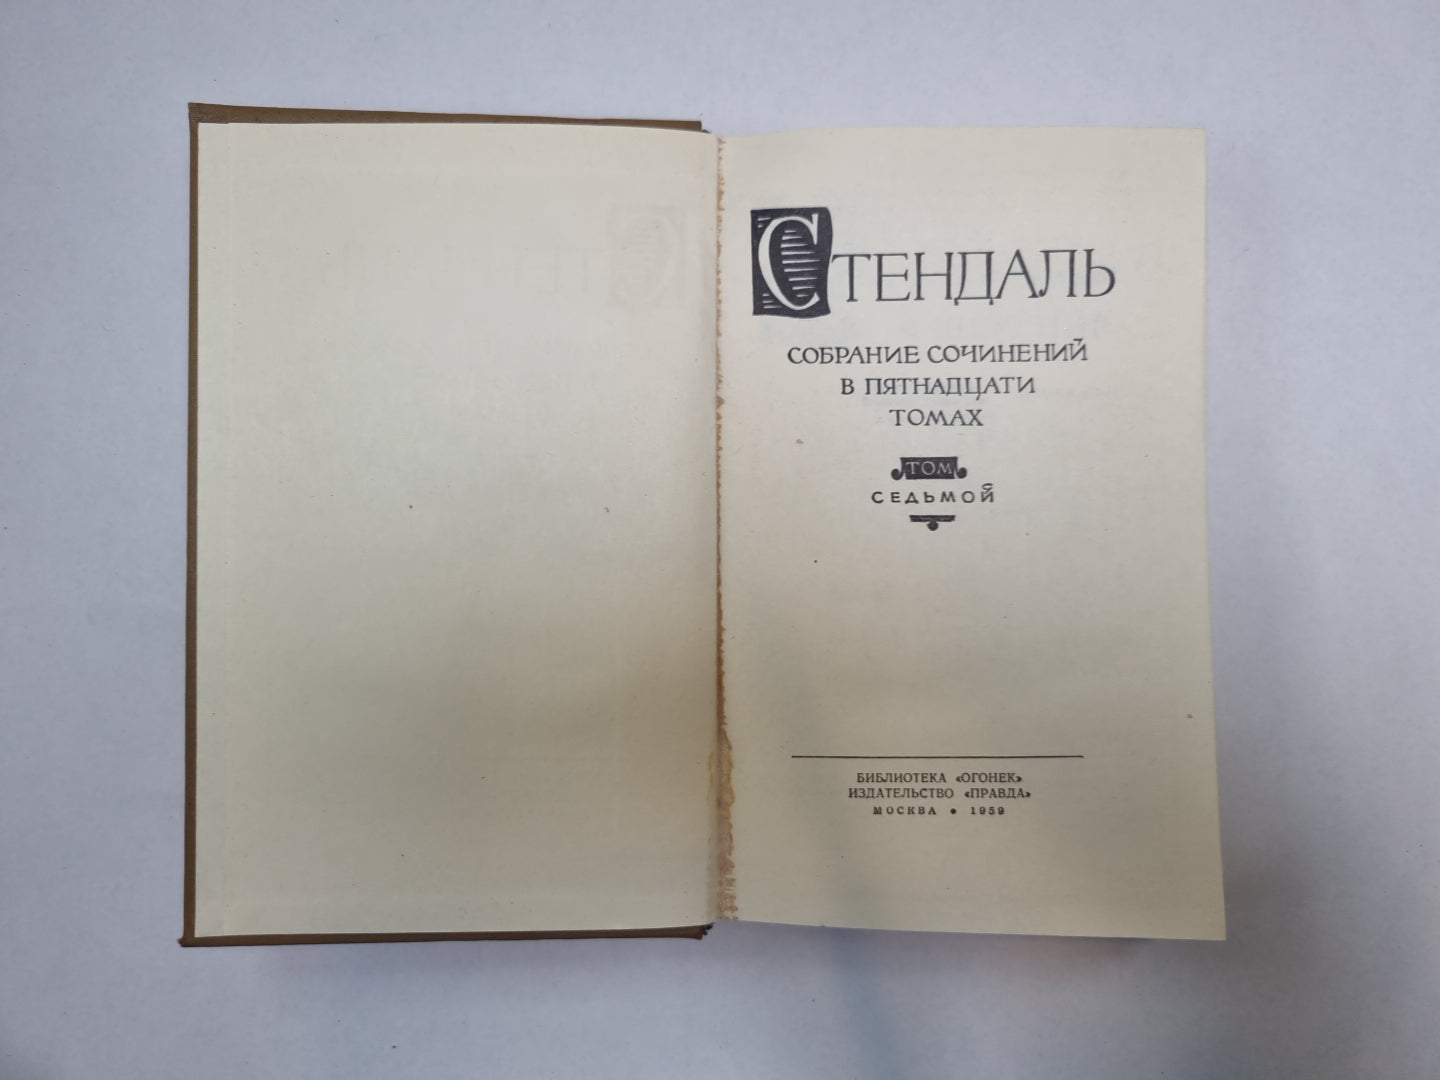 СТЕНДАЛЬ
СОБРАНИЕ СОЧИНЕНИЙ
В ПЯТНАДЦАТИ
ТОМАХ
ТОМ
СЕДЬМОЙ
БИБЛИОТЕКА «ОГОНЕК»
ИЗДАТЕЛЬСТВО «ПРАВДА»
МОСКВА • 1959